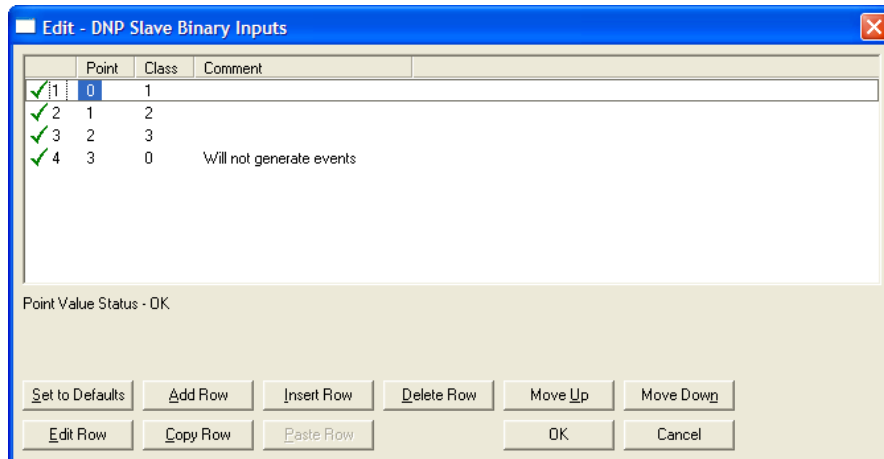 Edit - DNP Slave Binary Inputs
Point Class Comment
1 0 1
2 1 2
3 2 3
4 3 0 Will not generate events
Point Value Status - OK
Set to Defaults Add Row Insert Row Delete Row Move Up Move Down
Edit Row Copy Row Paste Row OK Cancel